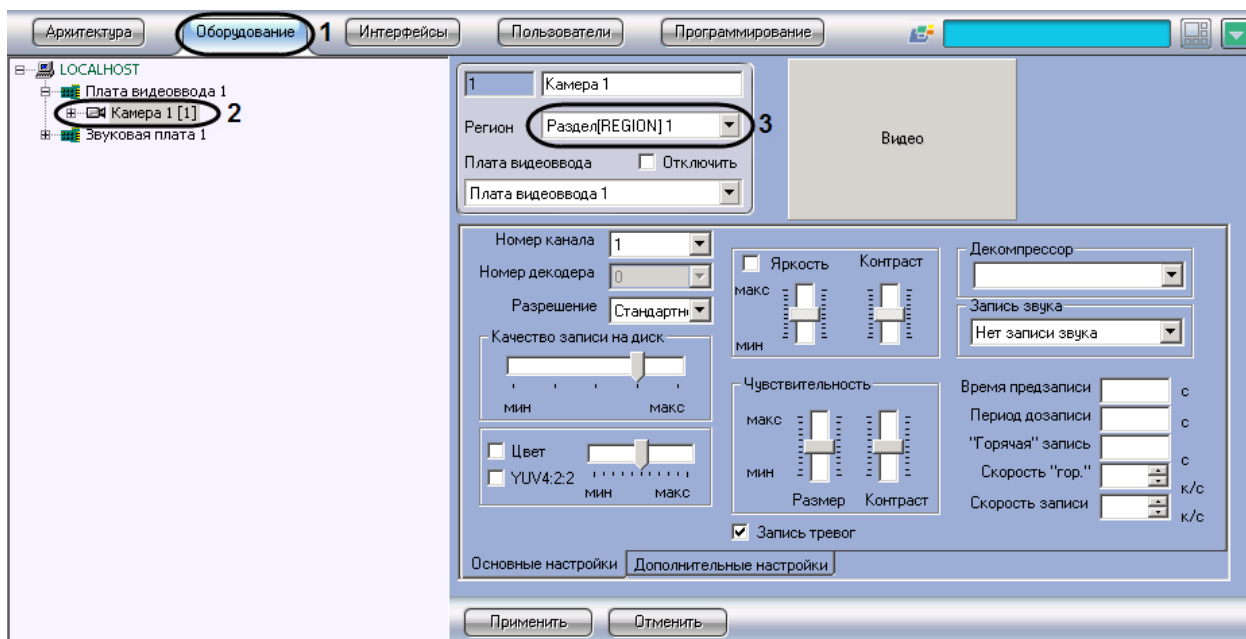 Архитектура Оборудование 1 Интерфейсы Пользователи Программирование
LOCALHOST
Плата видеоввода 1
Камера 1 [1] 2
Звуковая плата 1
1 Камера 1
Регион Раздел[REGION] 1 3
Плата видеоввода Отключить
Плата видеоввода 1
Видео
Номер канала 1
Номер декодера 0
Разрешение Стандартн
Качество записи на диск
мин макс
Цвет
YUV4:2:2
мин макс
Яркость Контраст
макс
мин
Чувствительность
макс
мин
Размер Контраст
Запись тревог
Декомпрессор
Запись звука
Нет записи звука
Время предзаписи с
Период дозаписи с
"Горячая" запись с
Скорость "гор." к/с
Скорость записи к/с
Основные настройки Дополнительные настройки
Применить Отменить